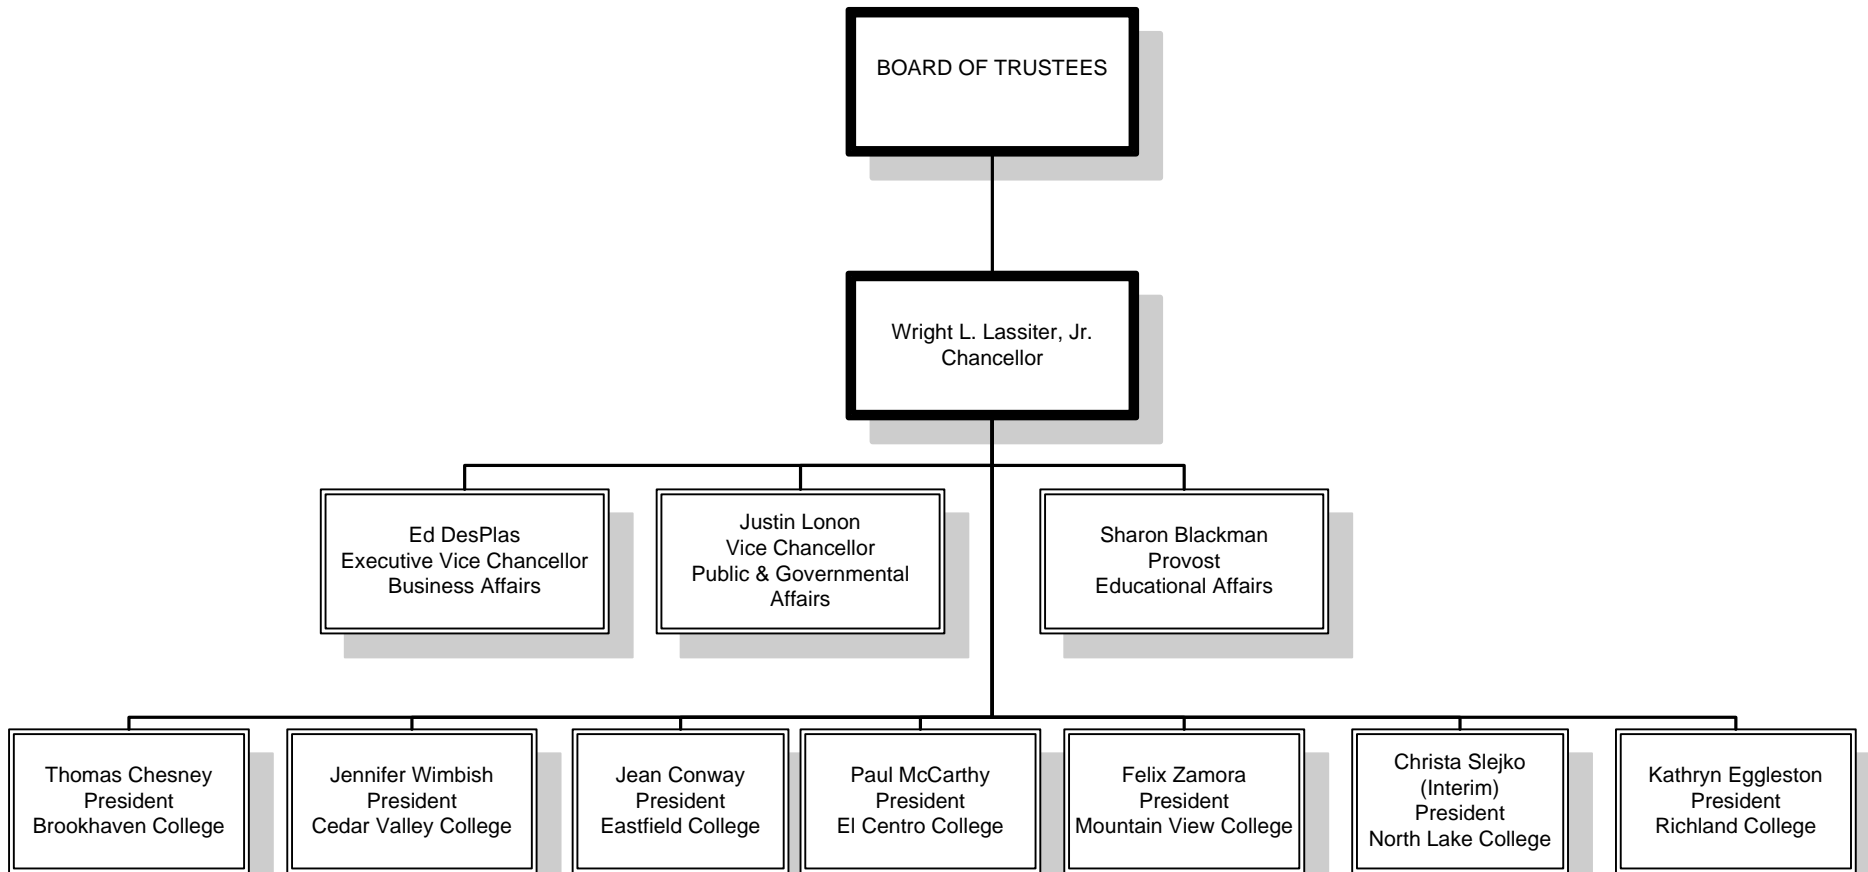 BOARD OF TRUSTEES
Wright L. Lassiter, Jr.
Chancellor
Ed DesPlas
Executive Vice Chancellor
Business Affairs
Justin Lonon
Vice Chancellor
Public & Governmental
Affairs
Sharon Blackman
Provost
Educational Affairs
Thomas Chesney
President
Brookhaven College
Jennifer Wimbish
President
Cedar Valley College
Jean Conway
President
Eastfield College
Paul McCarthy
President
El Centro College
Felix Zamora
President
Mountain View College
Christa Slejko
(Interim)
President
North Lake College
Kathryn Eggleston
President
Richland College